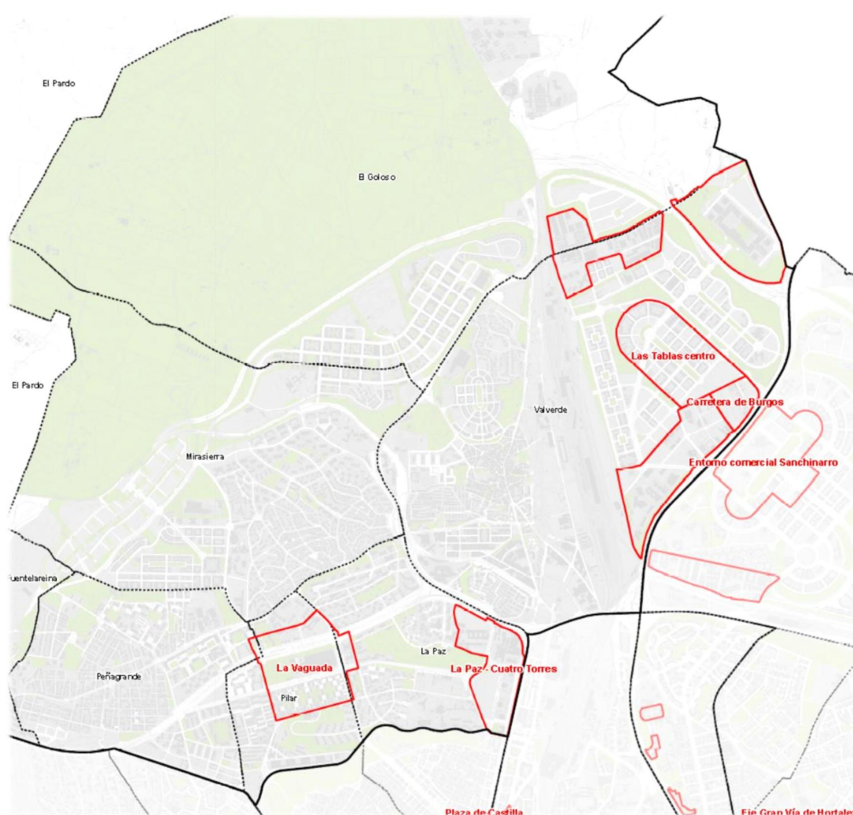 El Pardo
El Goloso
Las Tablas centro
El Pardo
Carretera de Burgos
Valverde
Mirasierra
Entorno comercial Sanchinarro
Fuentelareina
La Paz
La Vaguada
La Paz - Cuatro Torres
Peñagrande
Pilar
Plaza de Castilla
Eje Gran Vía de Hortale